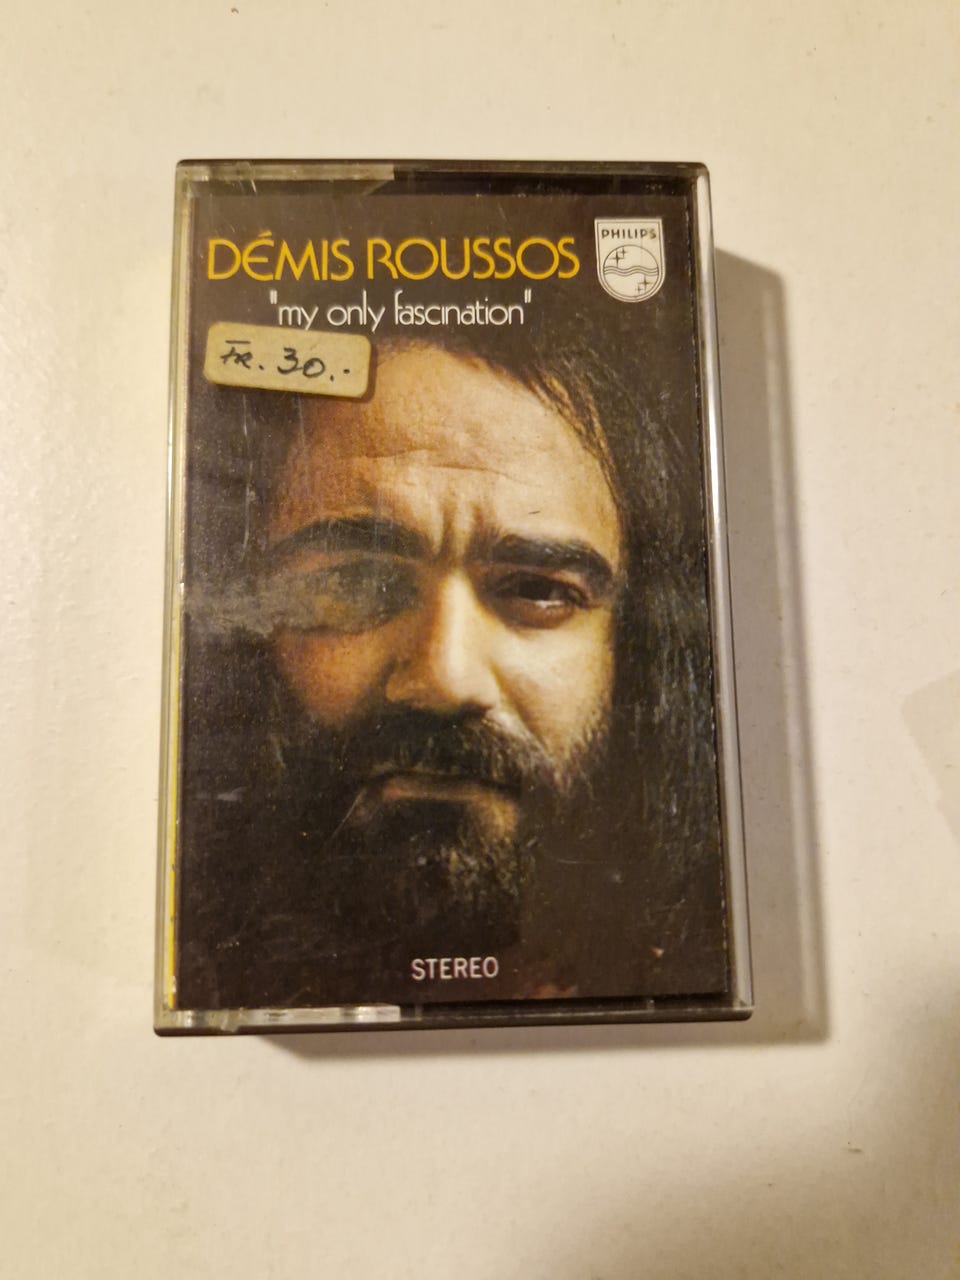 DÉMIS ROUSSOS
PHILIPS
"my only fascination"
FR. 30.-
STEREO